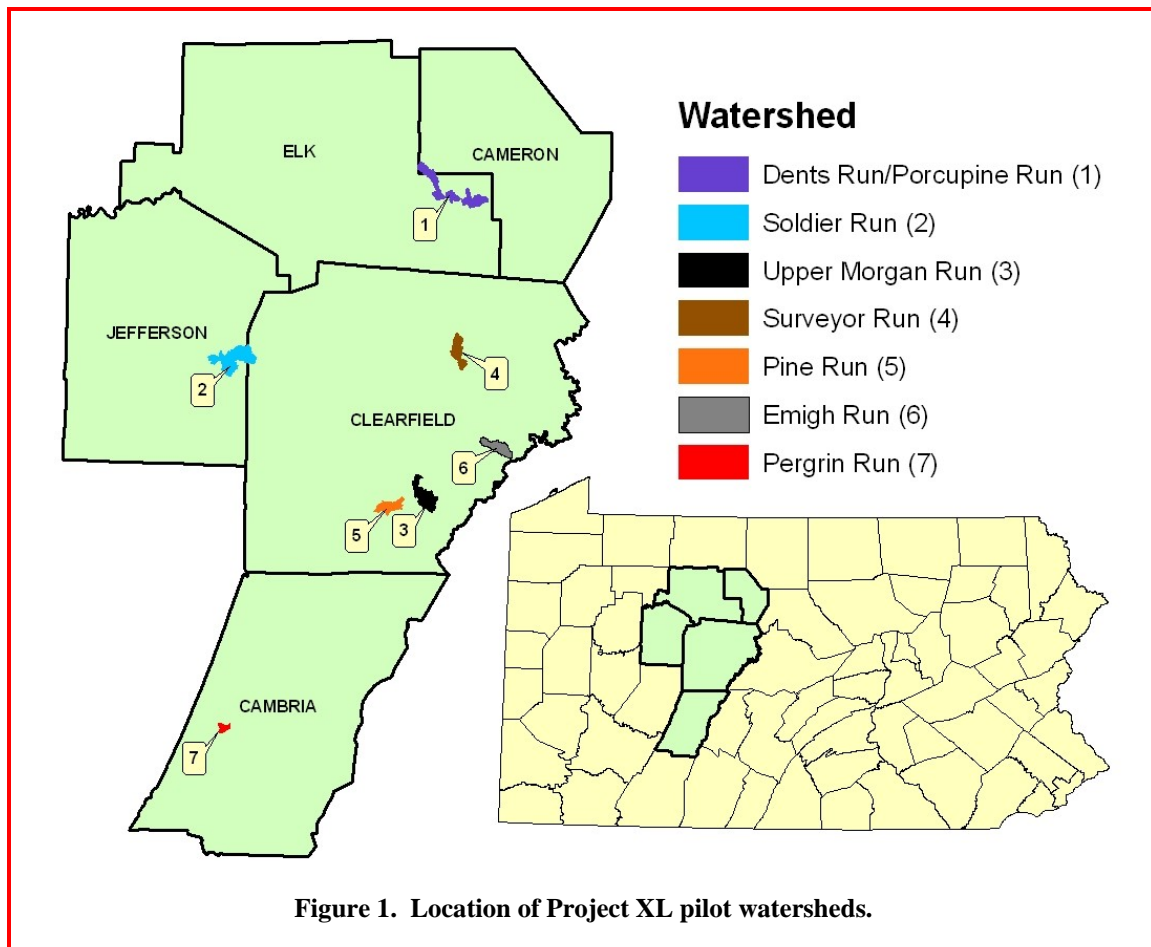 Watershed
Dents Run/Porcupine Run (1)
Soldier Run (2)
Upper Morgan Run (3)
Surveyor Run (4)
Pine Run (5)
Emigh Run (6)
Pergrin Run (7)
ELK
CAMERON
1
JEFFERSON
2
4
CLEARFIELD
6
5
3
CAMBRIA
7
Figure 1. Location of Project XL pilot watersheds.